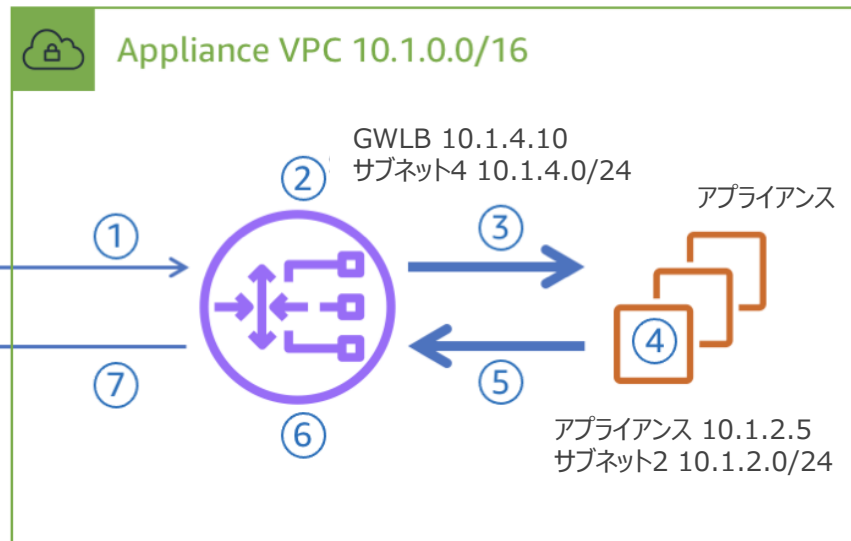 Appliance VPC 10.1.0.0/16
GWLB 10.1.4.10
サブネット4 10.1.4.0/24
②
アプライアンス
①
③
④
⑦
⑤
⑥
アプライアンス 10.1.2.5
サブネット2 10.1.2.0/24